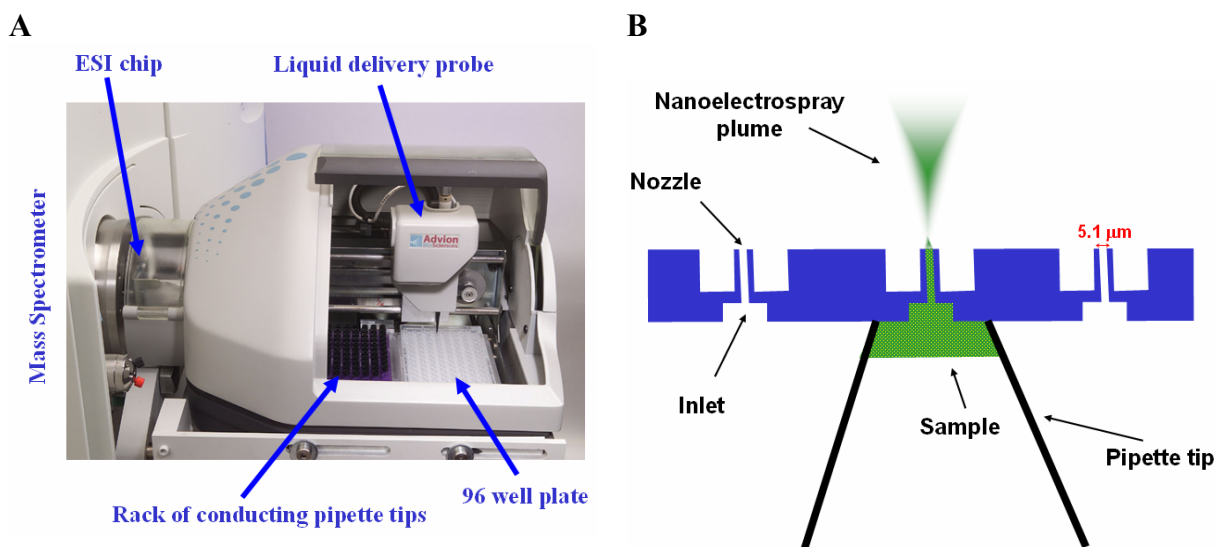 A
B
ESI chip
Liquid delivery probe
Mass Spectrometer
Advion
Rack of conducting pipette tips
96 well plate
Nanoelectrospray
plume
Nozzle
5.1 μm
Inlet
Sample
Pipette tip